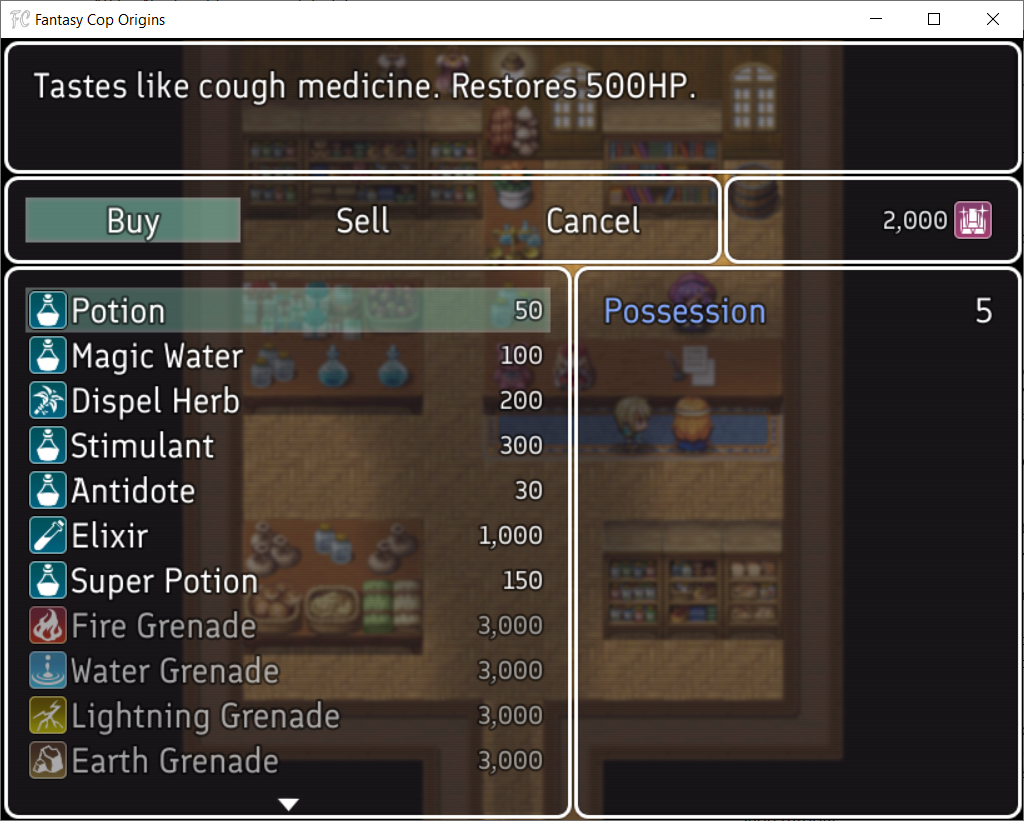 FC Fantasy Cop Origins
Tastes like cough medicine. Restores 500HP.
Buy Sell Cancel 2,000
Potion 50
Magic Water 100
Dispel Herb 200
Stimulant 300
Antidote 30
Elixir 1,000
Super Potion 150
Fire Grenade 3,000
Water Grenade 3,000
Lightning Grenade 3,000
Earth Grenade 3,000
Possession 5